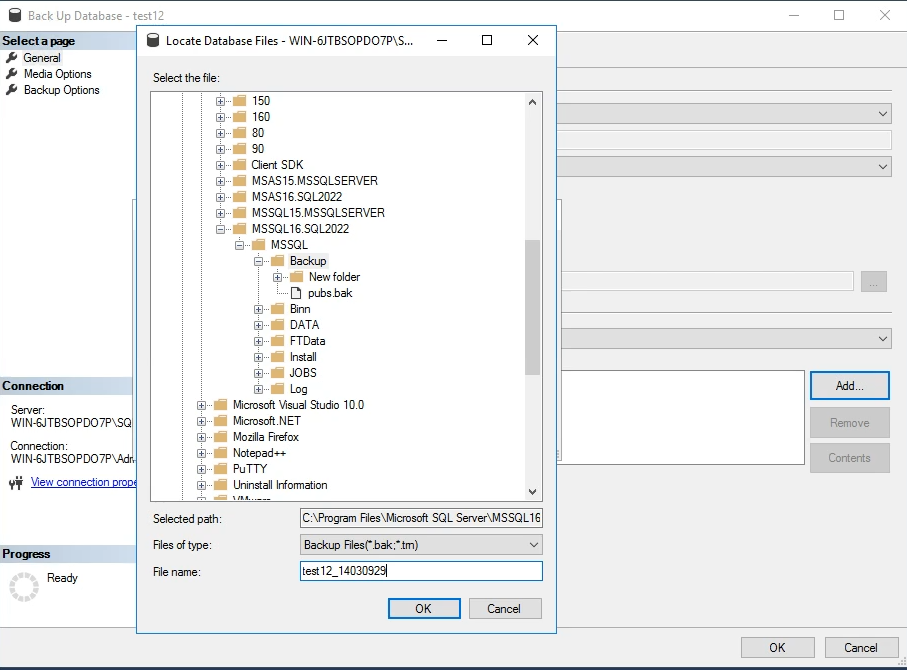 Back Up Database - test12
Select a page
General
Media Options
Backup Options
Locate Database Files - WIN-6JTBSOPDO7P\S...
Select the file:
150
160
80
90
Client SDK
MSAS15.MSSQLSERVER
MSAS16.SQL2022
MSSQL15.MSSQLSERVER
MSSQL16.SQL2022
MSSQL
Backup
New folder
pubs.bak
Binn
DATA
FTData
Install
JOBS
Log
Microsoft Visual Studio 10.0
Microsoft.NET
Mozilla Firefox
Notepad++
PuTTY
Uninstall Information
VMware
Selected path:
C:\Program Files\Microsoft SQL Server\MSSQL16
Files of type:
Backup Files(*.bak;*.trn)
File name:
test12_14030929
OK
Cancel
Connection
Server:
WIN-6JTBSOPDO7P\SQ
Connection:
WIN-6JTBSOPDO7P\Adm
View connection prope
Progress
Ready
...
Add...
Remove
Contents
OK
Cancel